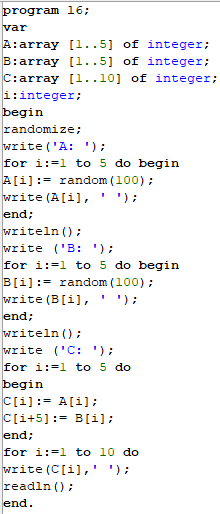 program l6;
var
A:array [1..5] of integer;
B:array [1..5] of integer;
C:array [1..10] of integer;
i:integer;
begin
randomize;
write('A: ');
for i:=1 to 5 do begin
A[i]:= random(100);
write(A[i], ' ');
end;
writeln();
write ('B: ');
for i:=1 to 5 do begin
B[i]:= random(100);
write(B[i], ' ');
end;
writeln();
write ('C: ');
for i:=1 to 5 do
begin
C[i]:= A[i];
C[i+5]:= B[i];
end;
for i:=1 to 10 do
write(C[i],' ');
readln();
end.